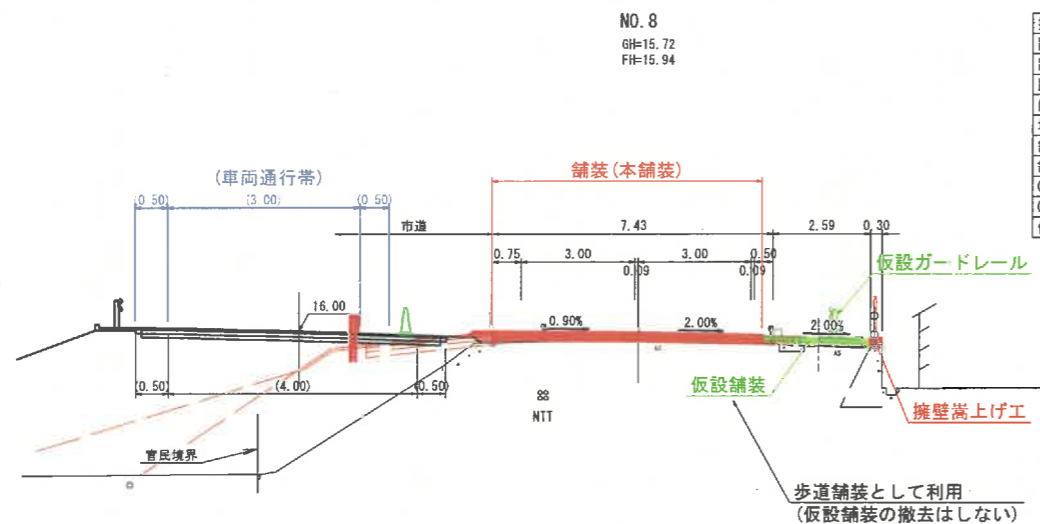 NO. 8
GH=15.72
FH=15.94
(車両通行帯)
(0.50)
(3.00)
(0.50)
舗装(本舗装)
市道
7.43
2.59
0.30
0.75
3.00
0.09
3.00
0.09
0.50
仮設ガードレール
16.00
0.90%
2.00%
2.00%
AS
仮設舗装
(0.50)
(4.00)
(0.50)
NTT
擁壁嵩上げ工
官民境界
歩道舗装として利用
(仮設舗装の撤去はしない)